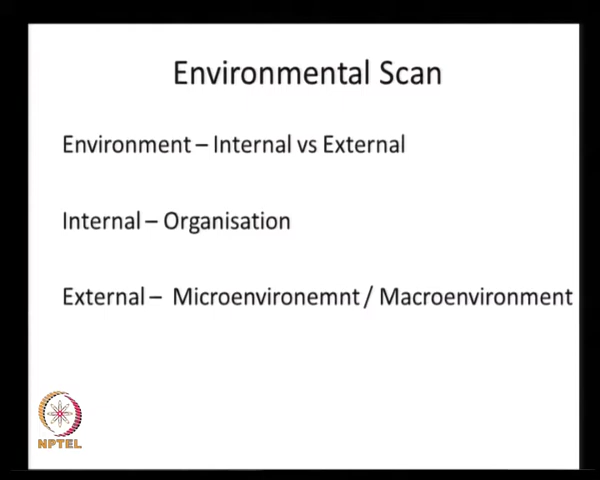 Environmental Scan
Environment – Internal vs External
Internal – Organisation
External – Microenvironemnt / Macroenvironment
NPTEL